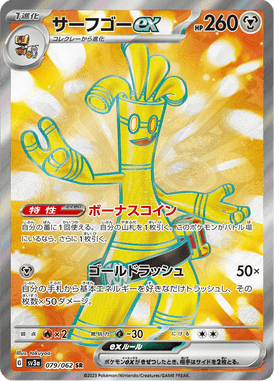 1進化 サーフゴーex HP260
コレクレーから進化
特性 ボーナスコイン
自分の番に1回使える。自分の山札を1枚引く。このポケモンがバトル場にいるなら、さらに1枚引く。
ゴールドラッシュ 50×
自分の手札から基本エネルギーを好きなだけトラッシュし、その枚数×50ダメージ。
弱点 ×2 抵抗力 -30 にげる
exルール
ポケモンexがきぜつしたとき、相手はサイドを2枚とる。
sv3a 079/062 SR
©2023 Pokémon/Nintendo/Creatures/GAME FREAK.